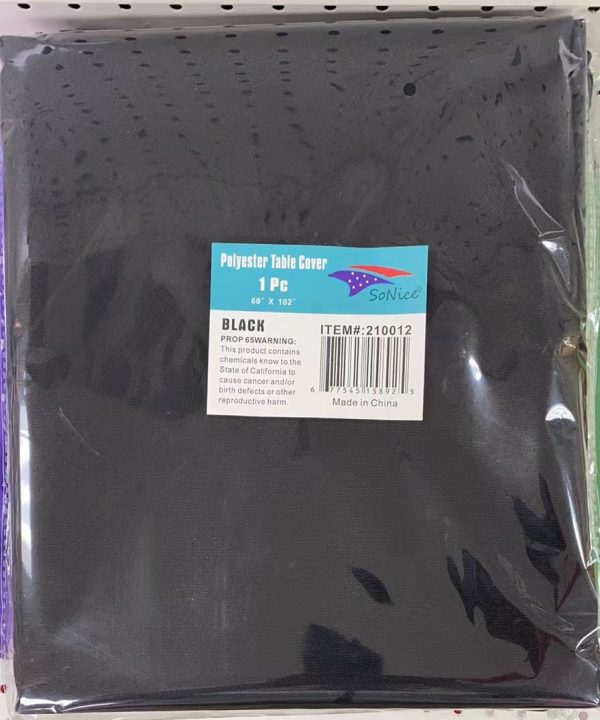 Polyester Table Cover
1 Pc
60" X 102"
SoNice
BLACK
PROP 65WARNING:
This product contains
chemicals know to the
State of California to
cause cancer and/or
birth defects or other
reproductive harm.
ITEM#:210012
6 77545 15892 5
Made in China